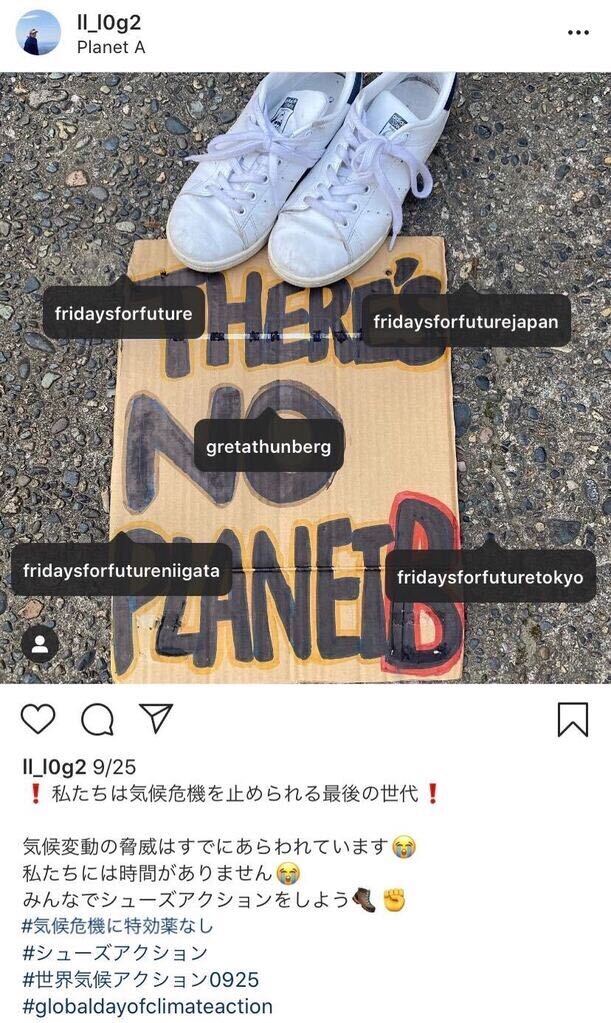 ll_l0g2
Planet A
THERE'S
fridaysforfuture
fridaysforfuturejapan
NO
gretathunberg
PLANET B
fridaysforfutureniigata
fridaysforfuturetokyo
ll_l0g2 9/25
❗私たちは気候危機を止められる最後の世代❗
気候変動の脅威はすでにあらわれています😭
私たちには時間がありません😭
みんなでシューズアクションをしよう🥾✊
#気候危機に特効薬なし
#シューズアクション
#世界気候アクション0925
#globaldayofclimateaction